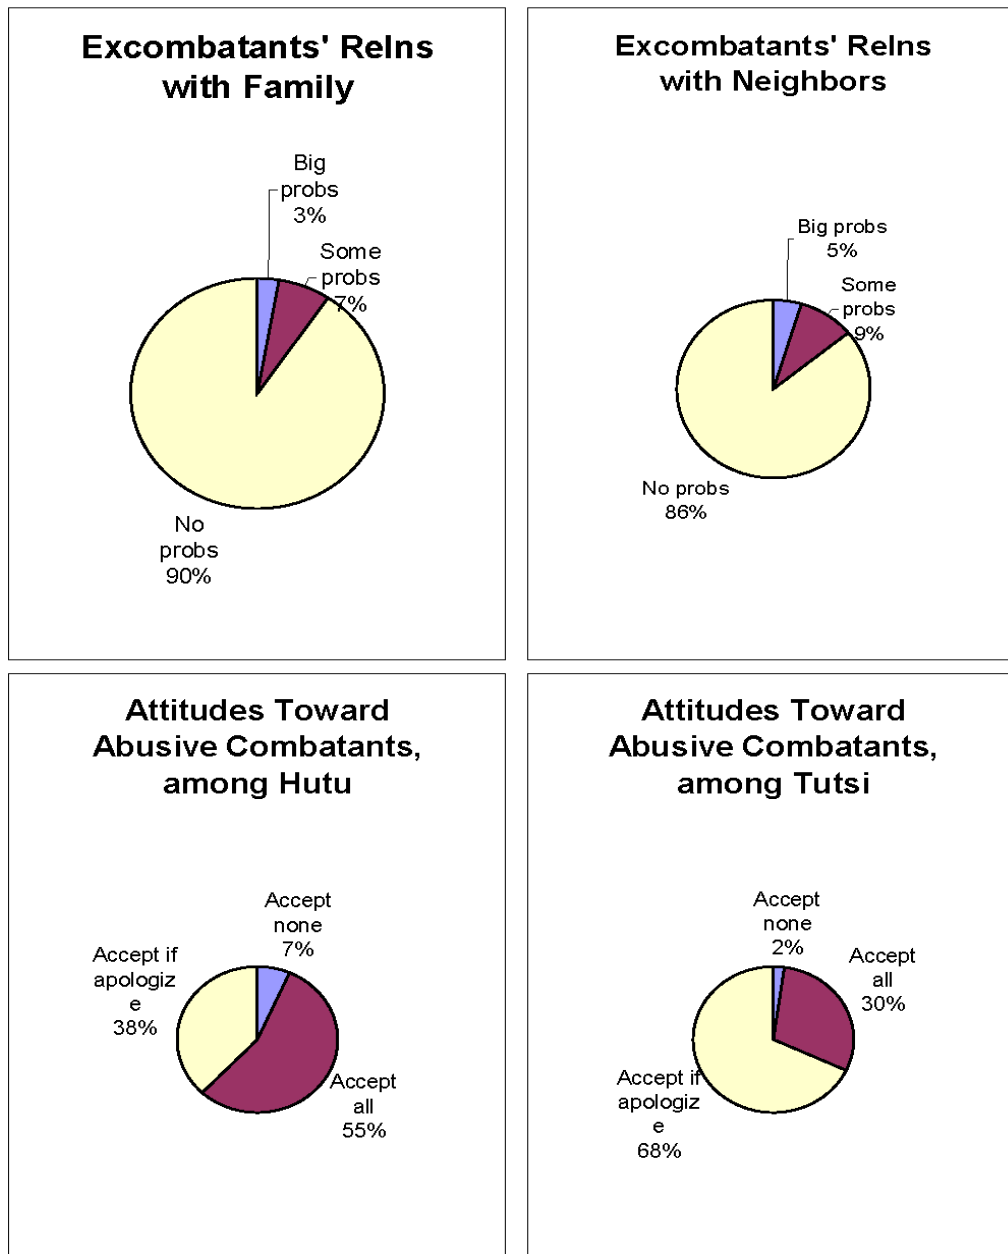 Excombatants' Relns
with Family
Big
probs
3%
Some
probs
7%
No
probs
90%
Excombatants' Relns
with Neighbors
Big probs
5%
Some
probs
9%
No probs
86%
Attitudes Toward
Abusive Combatants,
among Hutu
Accept
none
7%
Accept if
apologiz
e
38%
Accept
all
55%
Attitudes Toward
Abusive Combatants,
among Tutsi
Accept
none
2%
Accept
all
30%
Accept if
apologiz
e
68%